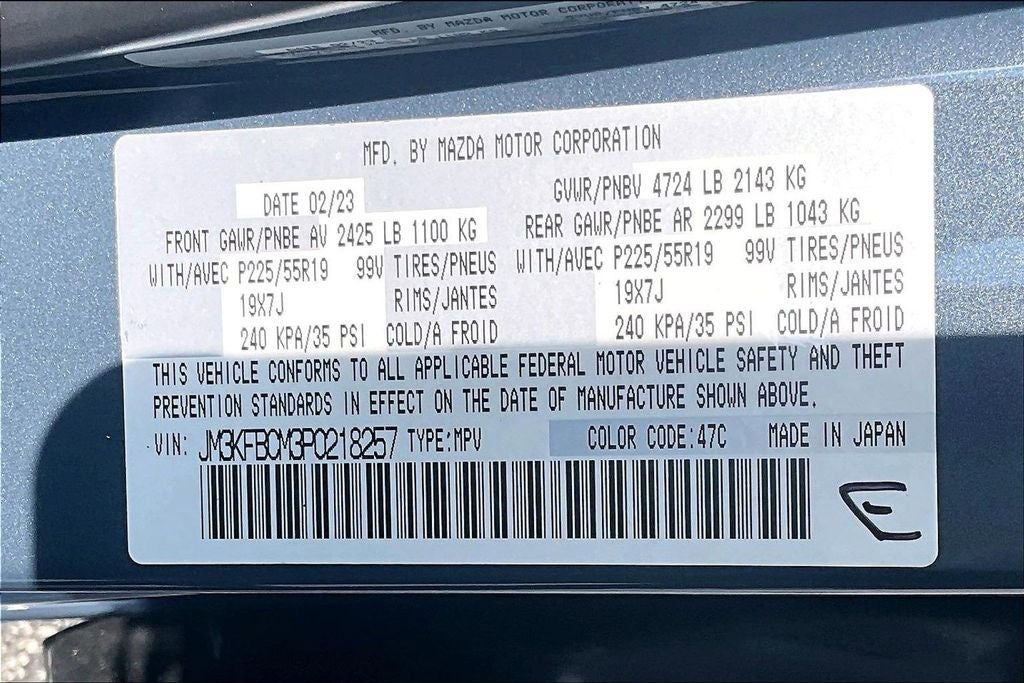 MFD. BY MAZDA MOTOR CORPORATION
DATE 02/23
GVWR/PNBV 4724 LB 2143 KG
FRONT GAWR/PNBE AV 2425 LB 1100 KG
REAR GAWR/PNBE AR 2299 LB 1043 KG
WITH/AVEC P225/55R19 99V TIRES/PNEUS
WITH/AVEC P225/55R19 99V TIRES/PNEUS
19X7J RIMS/JANTES
19X7J RIMS/JANTES
240 KPA/35 PSI COLD/A FROID
240 KPA/35 PSI COLD/A FROID
THIS VEHICLE CONFORMS TO ALL APPLICABLE FEDERAL MOTOR VEHICLE SAFETY AND THEFT
PREVENTION STANDARDS IN EFFECT ON THE DATE OF MANUFACTURE SHOWN ABOVE.
VIN: JM3KFBCM3P0218257 TYPE:MPV COLOR CODE:47C MADE IN JAPAN
E